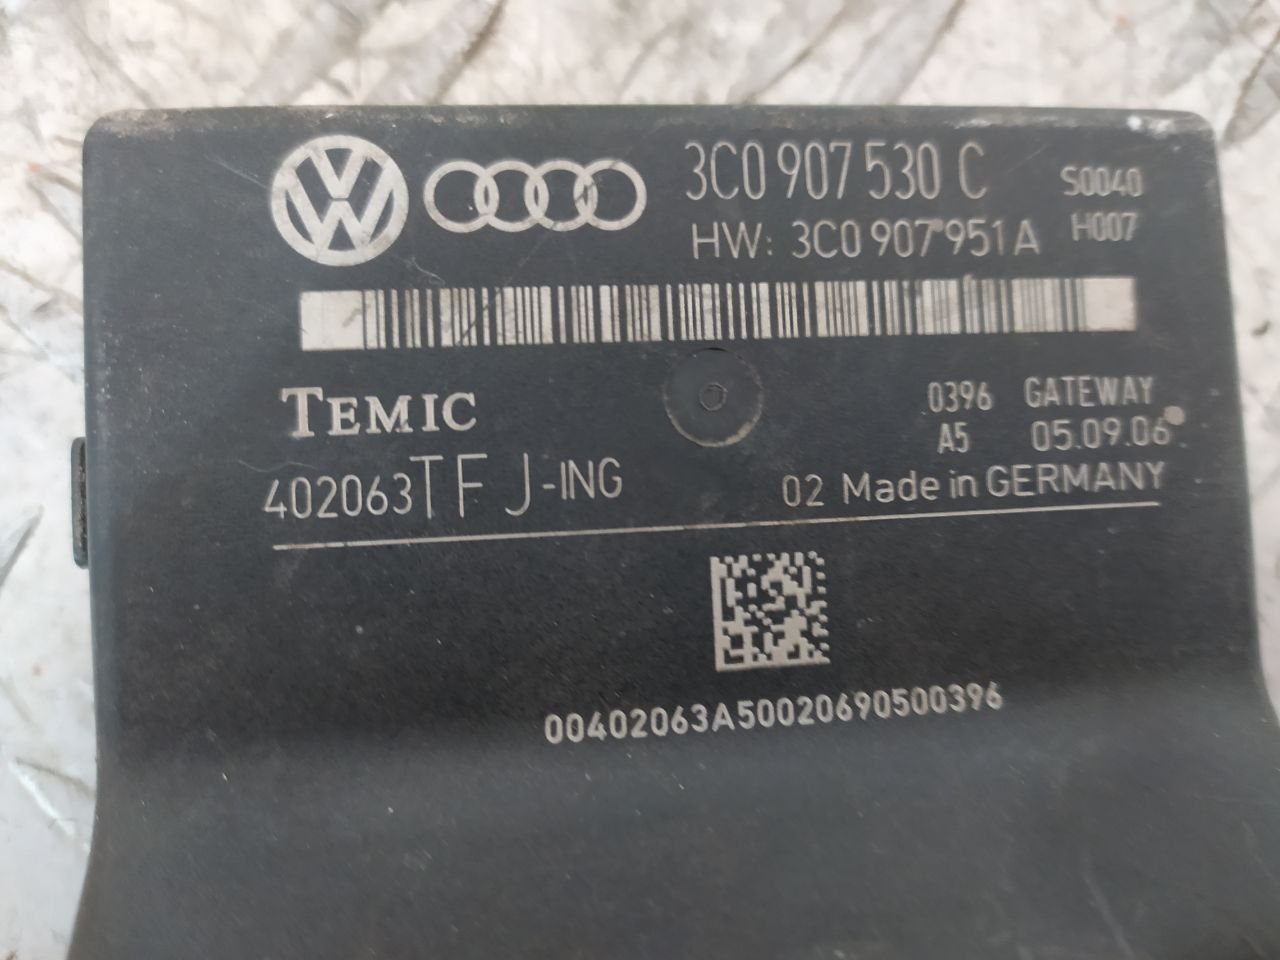 3C0 907 530 C S0040
HW: 3C0 907 951 A H007
TEMIC 0396 GATEWAY
A5 05.09.06
402063TFJ-ING 02 Made in GERMANY
00402063A50020690500396